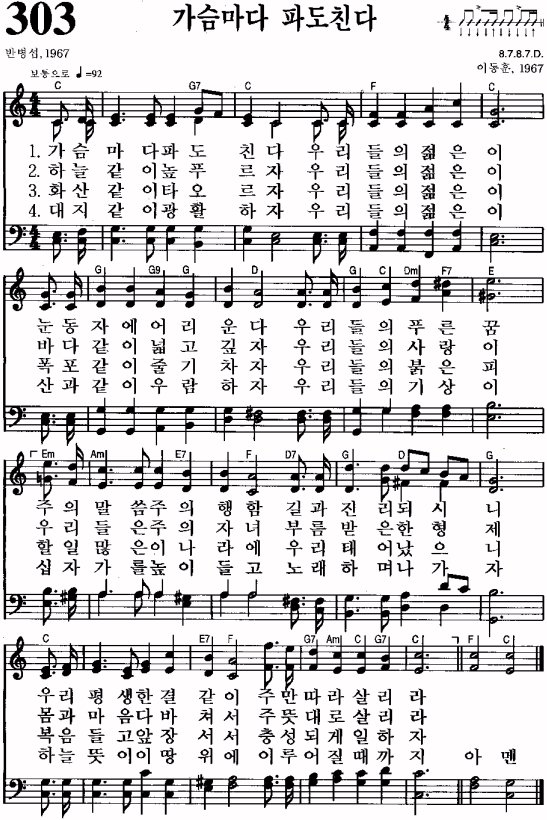 303 가슴마다 파도친다
반병섭, 1967
8.7.8.7.D.
보통으로 ♩=92
이동훈, 1967
C G7 C F C
1. 가슴 마 다파 도 친 다 우 리 들 의 젊 은 이
2. 하늘 같 이높 푸 르 자 우 리 들 의 젊 은 이
3. 화산 같 이타 오 르 자 우 리 들 의 젊 은 이
4. 대지 같 이광 활 하 자 우 리 들 의 젊 은 이
G G9 G D G C Dm F7 E
눈동 자에어리 운다 우리 들의 푸른 꿈
바다 같이넓고 깊자 우리 들의 사랑 이
폭포 같이줄기 차자 우리 들의 붉은 피
산과 같이우람 하자 우리 들의 기상 이
Em Am C E7 F D7 G D G
주의 말 씀주의 행함 길과 진 리되시 니
우리 들 은주의 자녀 부름 받 은한형 제
할일 많 은이나 라에 우리 태 어났으 니
십자 가 를높이 들고 노래 하 며나가 자
C E7 F G7 Am C G7 C F C
우리 평 생한결 같이 주만 따라 살리 라
몸과 마 음다바 쳐서 주뜻 대로 살리 라
복음 들 고앞장 서서 충성 되게 일하 자
하늘 뜻 이이땅 위에 이루 어질 때까 지 아 멘